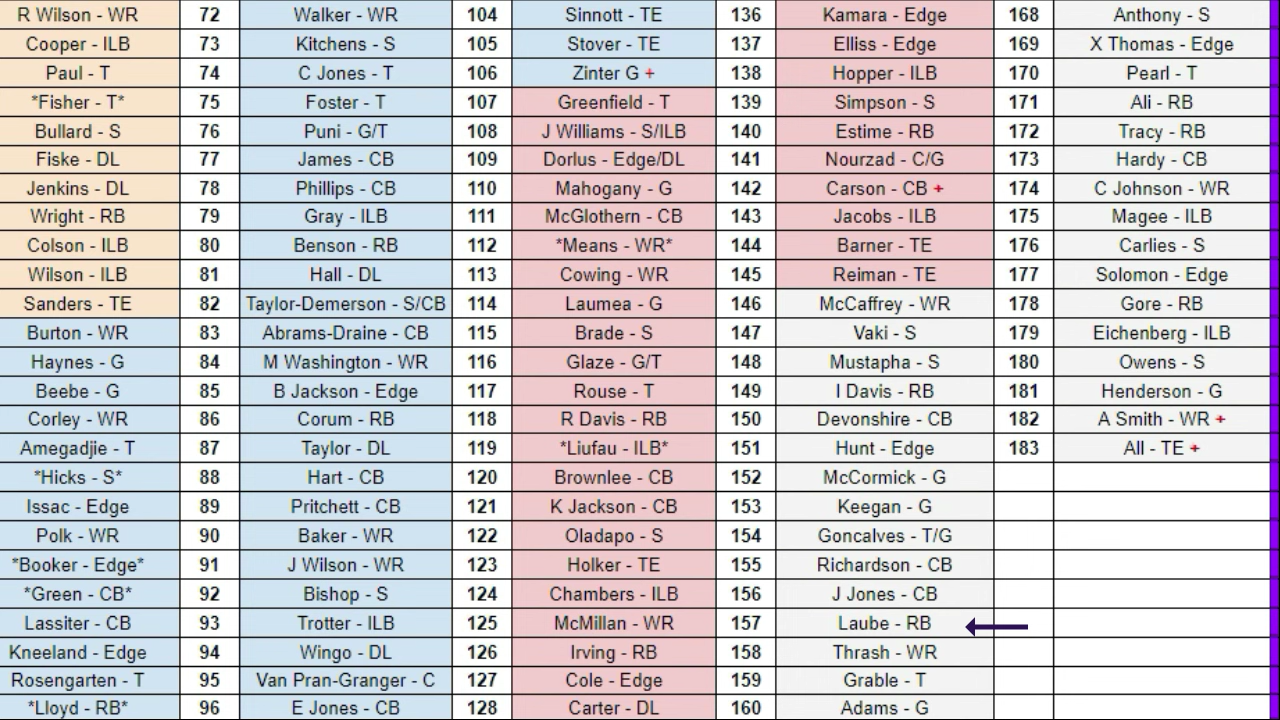 R Wilson - WR 72 Walker - WR 104 Sinnott - TE 136 Kamara - Edge 168 Anthony - S
Cooper - ILB 73 Kitchens - S 105 Stover - TE 137 Elliss - Edge 169 X Thomas - Edge
Paul - T 74 C Jones - T 106 Zinter G + 138 Hopper - ILB 170 Pearl - T
*Fisher - T* 75 Foster - T 107 Greenfield - T 139 Simpson - S 171 Ali - RB
Bullard - S 76 Puni - G/T 108 J Williams - S/ILB 140 Estime - RB 172 Tracy - RB
Fiske - DL 77 James - CB 109 Dorlus - Edge/DL 141 Nourzad - C/G 173 Hardy - CB
Jenkins - DL 78 Phillips - CB 110 Mahogany - G 142 Carson - CB + 174 C Johnson - WR
Wright - RB 79 Gray - ILB 111 McGlothern - CB 143 Jacobs - ILB 175 Magee - ILB
Colson - ILB 80 Benson - RB 112 *Means - WR* 144 Barner - TE 176 Carlies - S
Wilson - ILB 81 Hall - DL 113 Cowing - WR 145 Reiman - TE 177 Solomon - Edge
Sanders - TE 82 Taylor-Demerson - S/CB 114 Laumea - G 146 McCaffrey - WR 178 Gore - RB
Burton - WR 83 Abrams-Draine - CB 115 Brade - S 147 Vaki - S 179 Eichenberg - ILB
Haynes - G 84 M Washington - WR 116 Glaze - G/T 148 Mustapha - S 180 Owens - S
Beebe - G 85 B Jackson - Edge 117 Rouse - T 149 I Davis - RB 181 Henderson - G
Corley - WR 86 Corum - RB 118 R Davis - RB 150 Devonshire - CB 182 A Smith - WR +
Amegadjie - T 87 Taylor - DL 119 *Liufau - ILB* 151 Hunt - Edge 183 All - TE +
*Hicks - S* 88 Hart - CB 120 Brownlee - CB 152 McCormick - G
Issac - Edge 89 Pritchett - CB 121 K Jackson - CB 153 Keegan - G
Polk - WR 90 Baker - WR 122 Oladapo - S 154 Goncalves - T/G
*Booker - Edge* 91 J Wilson - WR 123 Holker - TE 155 Richardson - CB
*Green - CB* 92 Bishop - S 124 Chambers - ILB 156 J Jones - CB
Lassiter - CB 93 Trotter - ILB 125 McMillan - WR 157 Laube - RB
Kneeland - Edge 94 Wingo - DL 126 Irving - RB 158 Thrash - WR
Rosengarten - T 95 Van Pran-Granger - C 127 Cole - Edge 159 Grable - T
*Lloyd - RB* 96 E Jones - CB 128 Carter - DL 160 Adams - G